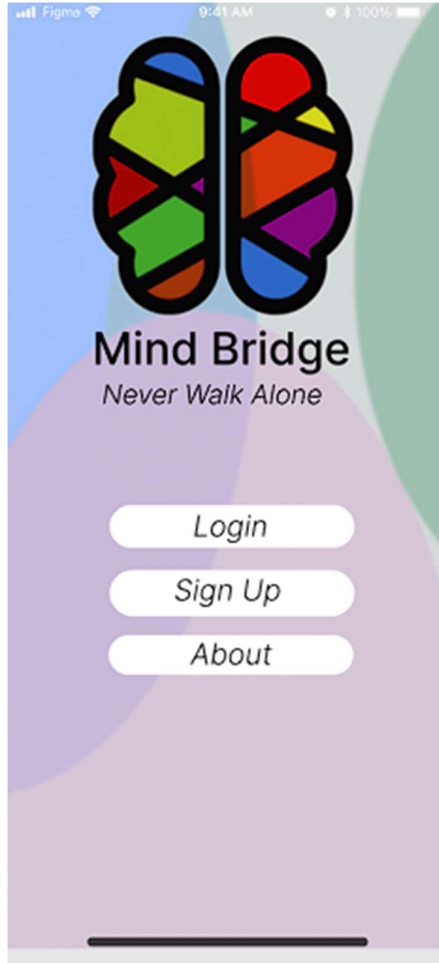 Figma 9:41 AM 100%
Mind Bridge
Never Walk Alone
Login
Sign Up
About